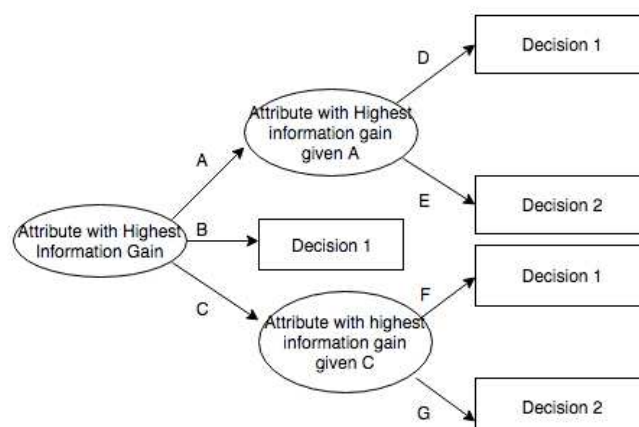 D
Decision 1
Attribute with Highest
information gain
given A
A
E
Decision 2
Attribute with Highest
Information Gain
B
Decision 1
C
F
Decision 1
Attribute with highest
information gain
given C
G
Decision 2